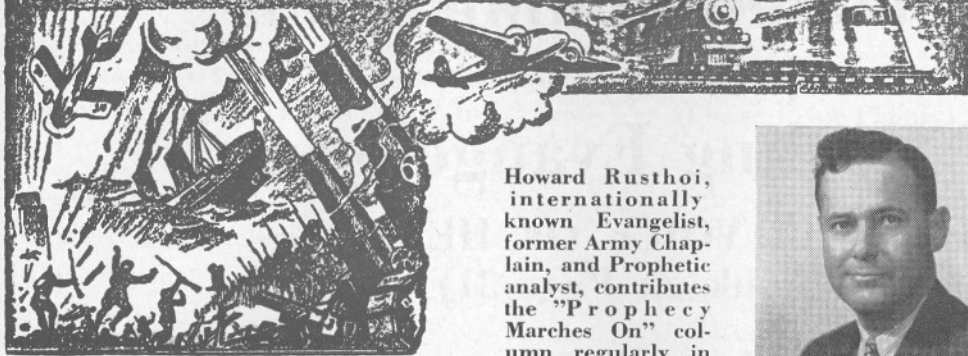 Howard Rusthoi,
internationally
known Evangelist,
former Army Chap-
lain, and Prophetic
analyst, contributes
the "Prophecy
Marches On" col-
umn regularly in